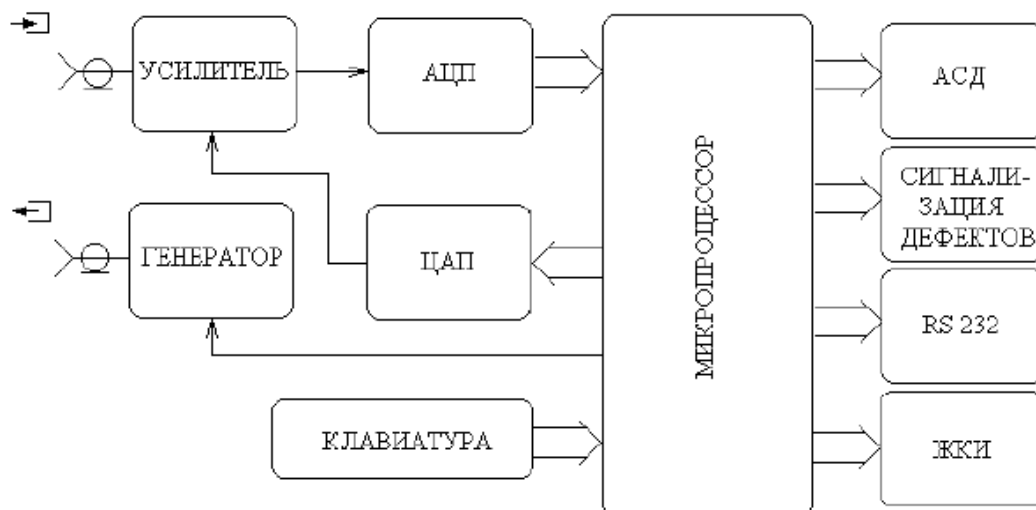 УСИЛИТЕЛЬ
АЦП
АСД
МИКРОПРОЦЕССОР
СИГНАЛИ-
ЗАЦИЯ
ДЕФЕКТОВ
ГЕНЕРАТОР
ЦАП
RS 232
КЛАВИАТУРА
ЖКИ